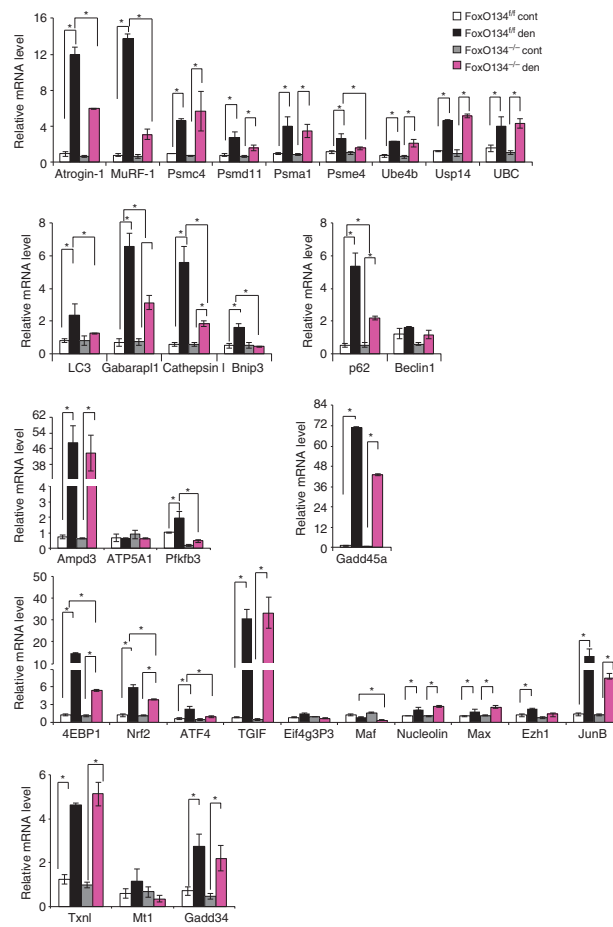 FoxO134f/f cont
FoxO134f/f den
FoxO134–/– cont
FoxO134–/– den
Relative mRNA level
16
12
8
4
0
* * * * * * * * * * * * * * * * *
Atrogin-1 MuRF-1 Psmc4 Psmd11 Psma1 Psme4 Ube4b Usp14 UBC
Relative mRNA level
8
6
4
2
0
* * * * * * * * *
LC3 Gabarapl1 Cathepsin l Bnip3
Relative mRNA level
8
6
4
2
0
* * *
p62 Beclin1
Relative mRNA level
62
54
46
38
4
3
2
1
0
* * * *
Ampd3 ATP5A1 Pfkfb3
Relative mRNA level
84
72
60
48
36
24
12
0
* *
Gadd45a
Relative mRNA level
50
30
20
10
6
3
0
* * * * * * * * * * * * * * * * * *
4EBP1 Nrf2 ATF4 TGIF Eif4g3P3 Maf Nucleolin Max Ezh1 JunB
Relative mRNA level
6
4
2
0
* * * *
Txnl Mt1 Gadd34